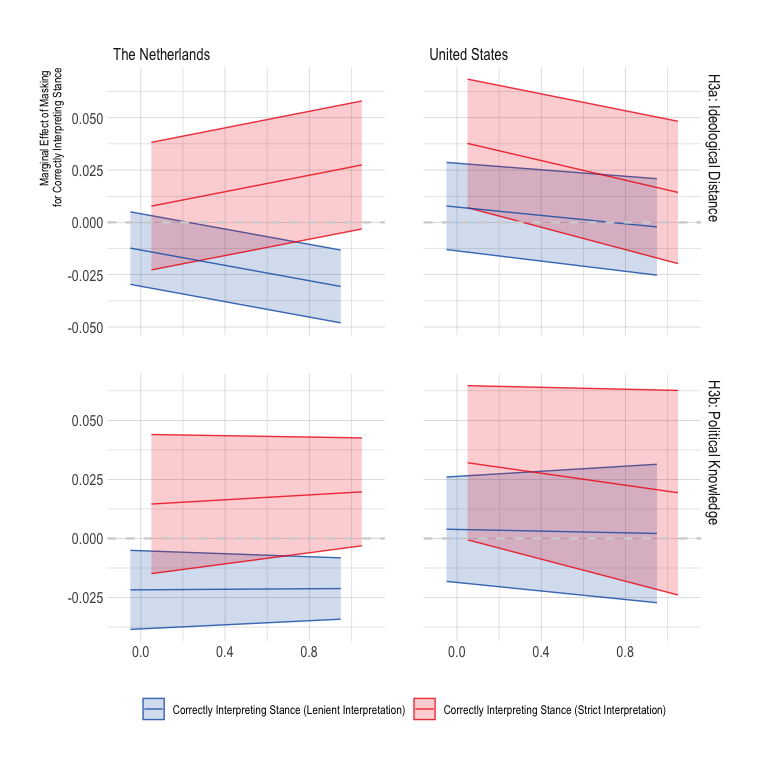 The Netherlands
United States
Marginal Effect of Masking
for Correctly Interpreting Stance
0.050
0.025
0.000
-0.025
-0.050
H3a: Ideological Distance
0.050
0.025
0.000
-0.025
H3b: Political Knowledge
0.0 0.4 0.8 0.0 0.4 0.8
Correctly Interpreting Stance (Lenient Interpretation) Correctly Interpreting Stance (Strict Interpretation)